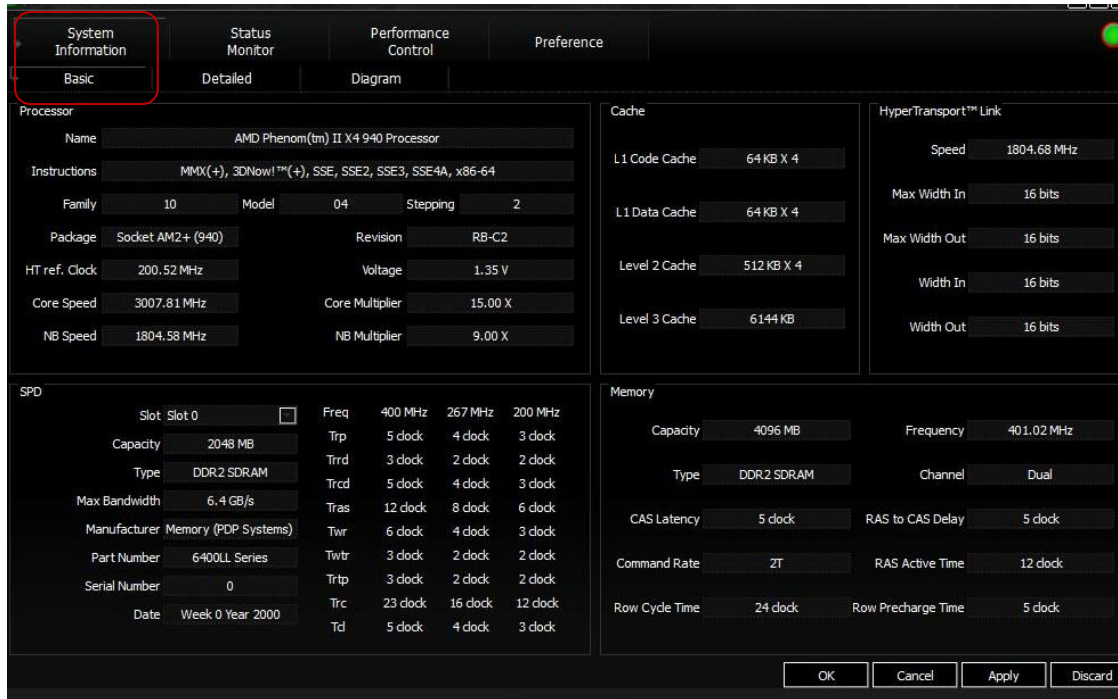 System Information
Status Monitor
Performance Control
Preference
Basic
Detailed
Diagram
Processor
Name AMD Phenom(tm) II X4 940 Processor
Instructions MMX(+), 3DNow!™(+), SSE, SSE2, SSE3, SSE4A, x86-64
Family 10 Model 04 Stepping 2
Package Socket AM2+ (940) Revision RB-C2
HT ref. Clock 200.52 MHz Voltage 1.35 V
Core Speed 3007.81 MHz Core Multiplier 15.00 X
NB Speed 1804.58 MHz NB Multiplier 9.00 X
Cache
L1 Code Cache 64 KB X 4
L1 Data Cache 64 KB X 4
Level 2 Cache 512 KB X 4
Level 3 Cache 6144 KB
HyperTransport™ Link
Speed 1804.68 MHz
Max Width In 16 bits
Max Width Out 16 bits
Width In 16 bits
Width Out 16 bits
SPD
Slot Slot 0
Capacity 2048 MB
Type DDR2 SDRAM
Max Bandwidth 6.4 GB/s
Manufacturer Memory (PDP Systems)
Part Number 6400LL Series
Serial Number 0
Date Week 0 Year 2000
Freq 400 MHz 267 MHz 200 MHz
Trp 5 clock 4 clock 3 clock
Trrd 3 clock 2 clock 2 clock
Trcd 5 clock 4 clock 3 clock
Tras 12 clock 8 clock 6 clock
Twr 6 clock 4 clock 3 clock
Twtr 3 clock 2 clock 2 clock
Trtp 3 clock 2 clock 2 clock
Trc 23 clock 16 clock 12 clock
Tcl 5 clock 4 clock 3 clock
Memory
Capacity 4096 MB Frequency 401.02 MHz
Type DDR2 SDRAM Channel Dual
CAS Latency 5 clock RAS to CAS Delay 5 clock
Command Rate 2T RAS Active Time 12 clock
Row Cycle Time 24 clock Row Precharge Time 5 clock
OK Cancel Apply Discard